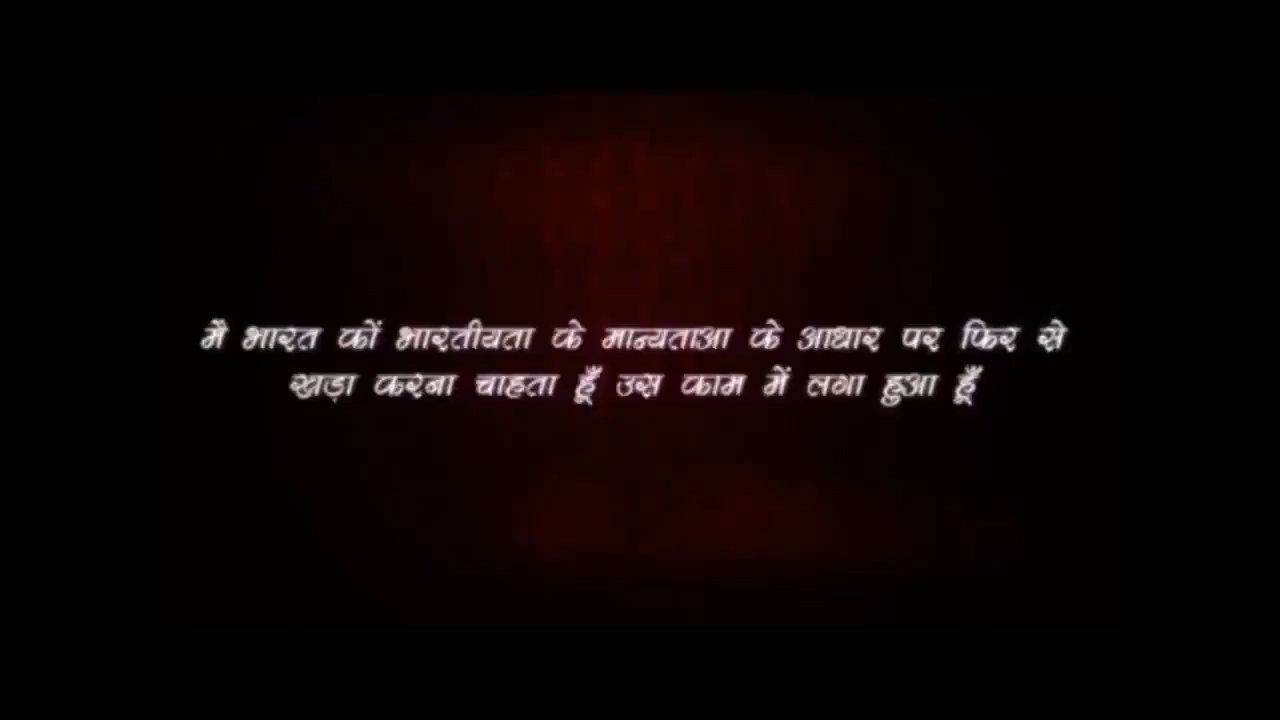 मै भारत कों भारतीयता के मान्यताआ के आधार पर फिर से
खड़ा करना चाहता हूँ उस काम में लगा हुआ हूँ